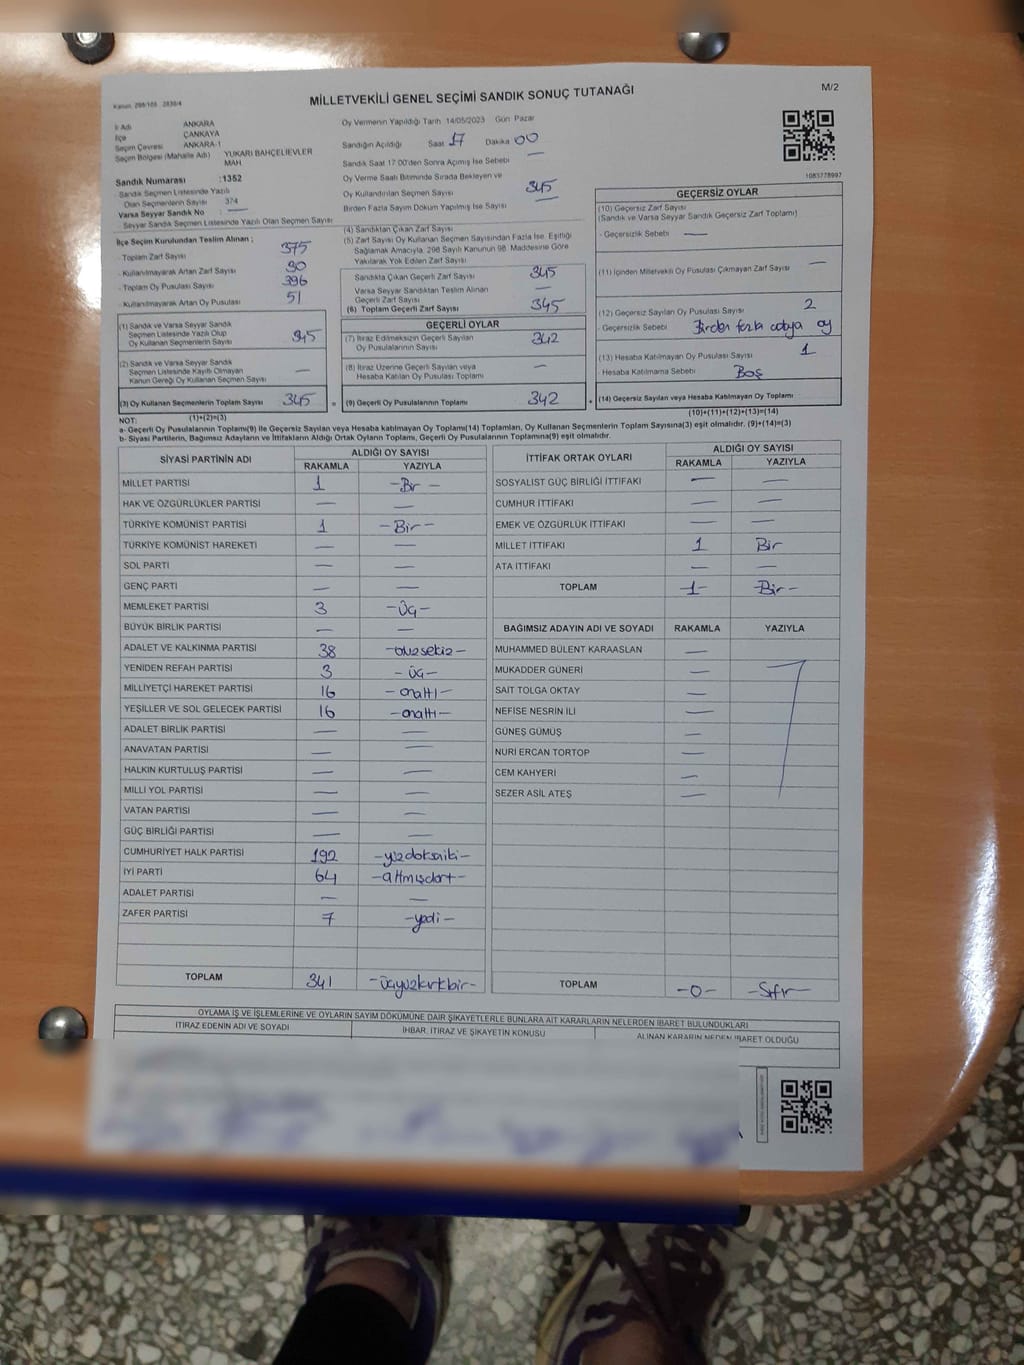 Kanun: 298/105 2839/4
MİLLETVEKİLİ GENEL SEÇİMİ SANDIK SONUÇ TUTANAĞI
M/2
İl Adı ANKARA
İlçe ÇANKAYA
Seçim Çevresi ANKARA-1
Seçim Bölgesi (Mahalle Adı) YUKARI BAHÇELİEVLER MAH
Sandık Numarası : 1352
Sandık Seçmen Listesinde Yazılı
Olan Seçmenlerin Sayısı 374
Varsa Seyyar Sandık No : —
Seyyar Sandık Seçmen Listesinde Yazılı Olan Seçmen Sayısı
İlçe Seçim Kurulundan Teslim Alınan ;
- Toplam Zarf Sayısı 375
- Kullanılmayarak Artan Zarf Sayısı 30
- Toplam Oy Pusulası Sayısı 396
- Kullanılmayarak Artan Oy Pusulası 51
(1) Sandık ve Varsa Seyyar Sandık
Seçmen Listesinde Yazılı Olup
Oy Kullanan Seçmenlerin Sayısı 345
(2) Sandık ve Varsa Seyyar Sandık
Seçmen Listesinde Kayıtlı Olmayan
Kanun Gereği Oy Kullanan Seçmen Sayısı —
(3) Oy Kullanan Seçmenlerin Toplam Sayısı 345 =
Oy Vermenin Yapıldığı Tarih 14/05/2023 Gün Pazar
Sandığın Açıldığı Saat 17 Dakika 00
Sandık Saat 17:00'den Sonra Açılmış İse Sebebi —
Oy Verme Saati Bitiminde Sırada Bekleyen ve
Oy Kullandırılan Seçmen Sayısı 345
Birden Fazla Sayım Döküm Yapılmış İse Sayısı —
(4) Sandıktan Çıkan Zarf Sayısı
(5) Zarf Sayısı Oy Kullanan Seçmen Sayısından Fazla İse, Eşitliği
Sağlamak Amacıyla, 298 Sayılı Kanunun 98. Maddesine Göre
Yakılarak Yok Edilen Zarf Sayısı
Sandıkta Çıkan Geçerli Zarf Sayısı 345
Varsa Seyyar Sandıktan Teslim Alınan
Geçerli Zarf Sayısı —
(6) Toplam Geçerli Zarf Sayısı 345
GEÇERLİ OYLAR
(7) İtiraz Edilmeksizin Geçerli Sayılan
Oy Pusulalarının Sayısı 342
(8) İtiraz Üzerine Geçerli Sayılan veya
Hesaba Katılan Oy Pusulası Toplamı —
(9) Geçerli Oy Pusulalarının Toplamı 342 +
1083778997
GEÇERSİZ OYLAR
(10) Geçersiz Zarf Sayısı
(Sandık ve Varsa Seyyar Sandık Geçersiz Zarf Toplamı)
- Geçersizlik Sebebi —
(11) İçinden Milletvekili Oy Pusulası Çıkmayan Zarf Sayısı —
(12) Geçersiz Sayılan Oy Pusulası Sayısı 2
- Geçersizlik Sebebi Birden fazla oy
(13) Hesaba Katılmayan Oy Pusulası Sayısı 1
- Hesaba Katılmama Sebebi Boş
(14) Geçersiz Sayılan veya Hesaba Katılmayan Oy Toplamı
NOT: (1)+(2)=(3) (10)+(11)+(12)+(13)=(14)
a- Geçerli Oy Pusulalarının Toplamı(9) ile Geçersiz Sayılan veya Hesaba katılmayan Oy Toplamı(14) Toplamları, Oy Kullanan Seçmenlerin Toplam Sayısına(3) eşit olmalıdır. (9)+(14)=(3)
b- Siyasi Partilerin, Bağımsız Adayların ve İttifakların Aldığı Ortak Oyların Toplamı, Geçerli Oy Pusulalarının Toplamına(9) eşit olmalıdır.
SİYASİ PARTİNİN ADI ALDIĞI OY SAYISI
RAKAMLA YAZIYLA
MİLLET PARTİSİ 1 -Bir-
HAK VE ÖZGÜRLÜKLER PARTİSİ — —
TÜRKİYE KOMÜNİST PARTİSİ 1 -Bir-
TÜRKİYE KOMÜNİST HAREKETİ — —
SOL PARTİ — —
GENÇ PARTİ — —
MEMLEKET PARTİSİ 3 -Üç-
BÜYÜK BİRLİK PARTİSİ — —
ADALET VE KALKINMA PARTİSİ 38 -otuzsekiz-
YENİDEN REFAH PARTİSİ 3 -üç-
MİLLİYETÇİ HAREKET PARTİSİ 16 -onaltı-
YEŞİLLER VE SOL GELECEK PARTİSİ 16 -onaltı-
ADALET BİRLİK PARTİSİ — —
ANAVATAN PARTİSİ — —
HALKIN KURTULUŞ PARTİSİ — —
MİLLİ YOL PARTİSİ — —
VATAN PARTİSİ — —
GÜÇ BİRLİĞİ PARTİSİ — —
CUMHURİYET HALK PARTİSİ 192 -yüzdoksaniki-
İYİ PARTİ 64 -altmışdört-
ADALET PARTİSİ — —
ZAFER PARTİSİ 7 -yedi-
TOPLAM 341 -üçyüzkırkbir-
İTTİFAK ORTAK OYLARI ALDIĞI OY SAYISI
RAKAMLA YAZIYLA
SOSYALİST GÜÇ BİRLİĞİ İTTİFAKI — —
CUMHUR İTTİFAKI — —
EMEK VE ÖZGÜRLÜK İTTİFAKI — —
MİLLET İTTİFAKI 1 Bir
ATA İTTİFAKI — —
TOPLAM -1- -Bir-
BAĞIMSIZ ADAYIN ADI VE SOYADI RAKAMLA YAZIYLA
MUHAMMED BÜLENT KARAASLAN —
MUKADDER GÜNERİ —
SAİT TOLGA OKTAY —
NEFİSE NESRİN İLİ —
GÜNEŞ GÜMÜŞ —
NURİ ERCAN TORTOP —
CEM KAHYERİ —
SEZER ASİL ATEŞ —
TOPLAM -0- -Sıfır-
OYLAMA İŞ VE İŞLEMLERİNE VE OYLARIN SAYIM DÖKÜMÜNE DAİR ŞİKAYETLERLE BUNLARA AİT KARARLARIN NELERDEN İBARET BULUNDUKLARI
İTİRAZ EDENİN ADI VE SOYADI İHBAR, İTİRAZ VE ŞİKAYETİN KONUSU ALINAN KARARIN NEDEN İBARET OLDUĞU